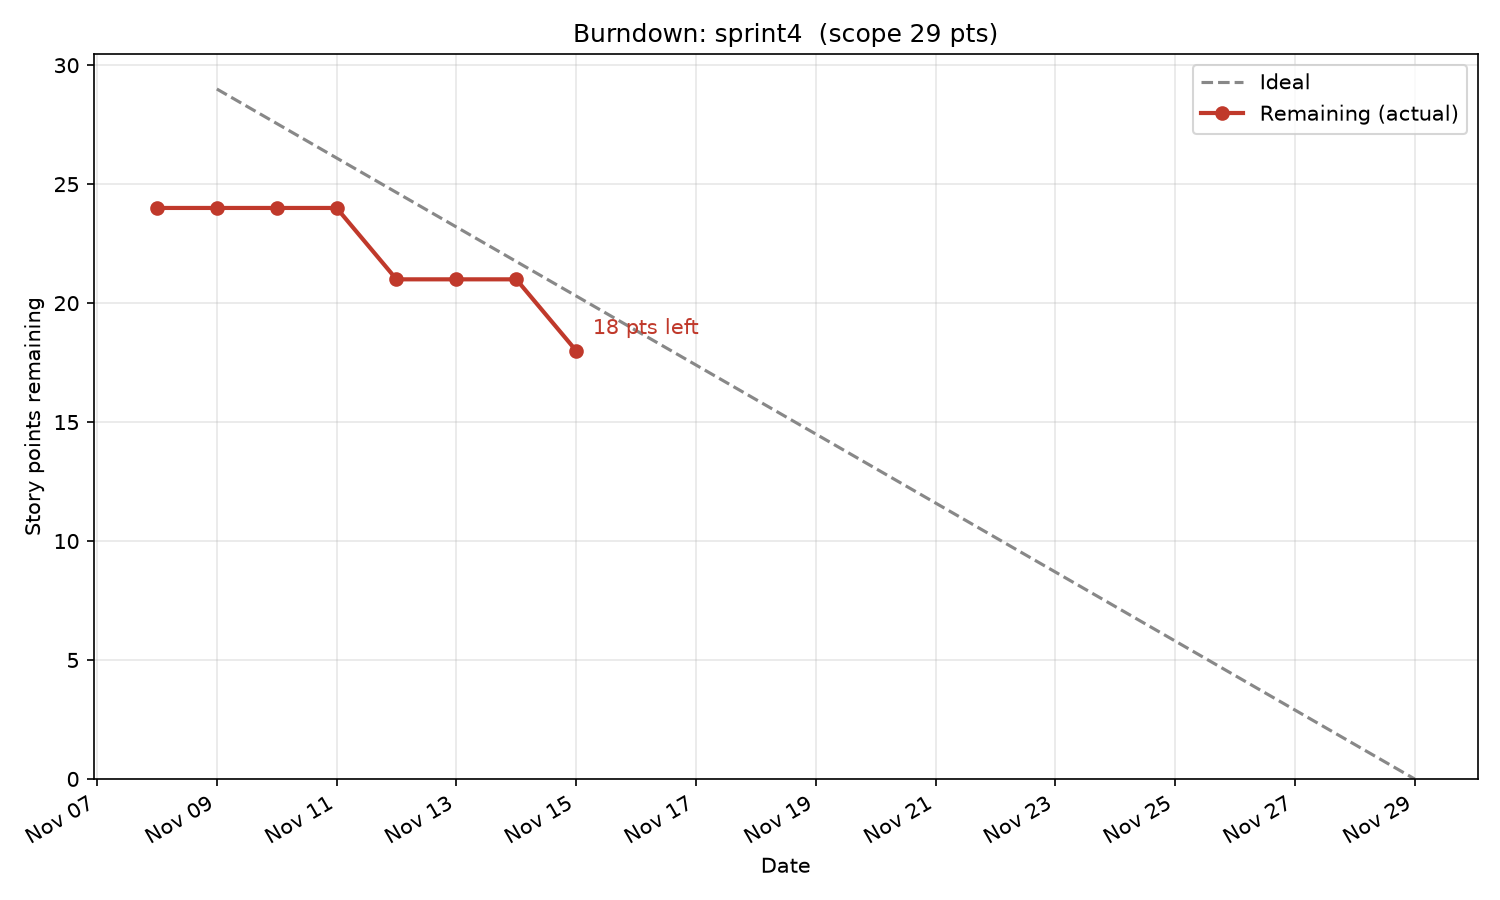 Burndown: sprint4  (scope 29 pts)
Ideal
Remaining (actual)
Story points remaining
30
25
20
15
10
5
0
18 pts left
Nov 07
Nov 09
Nov 11
Nov 13
Nov 15
Nov 17
Nov 19
Nov 21
Nov 23
Nov 25
Nov 27
Nov 29
Date